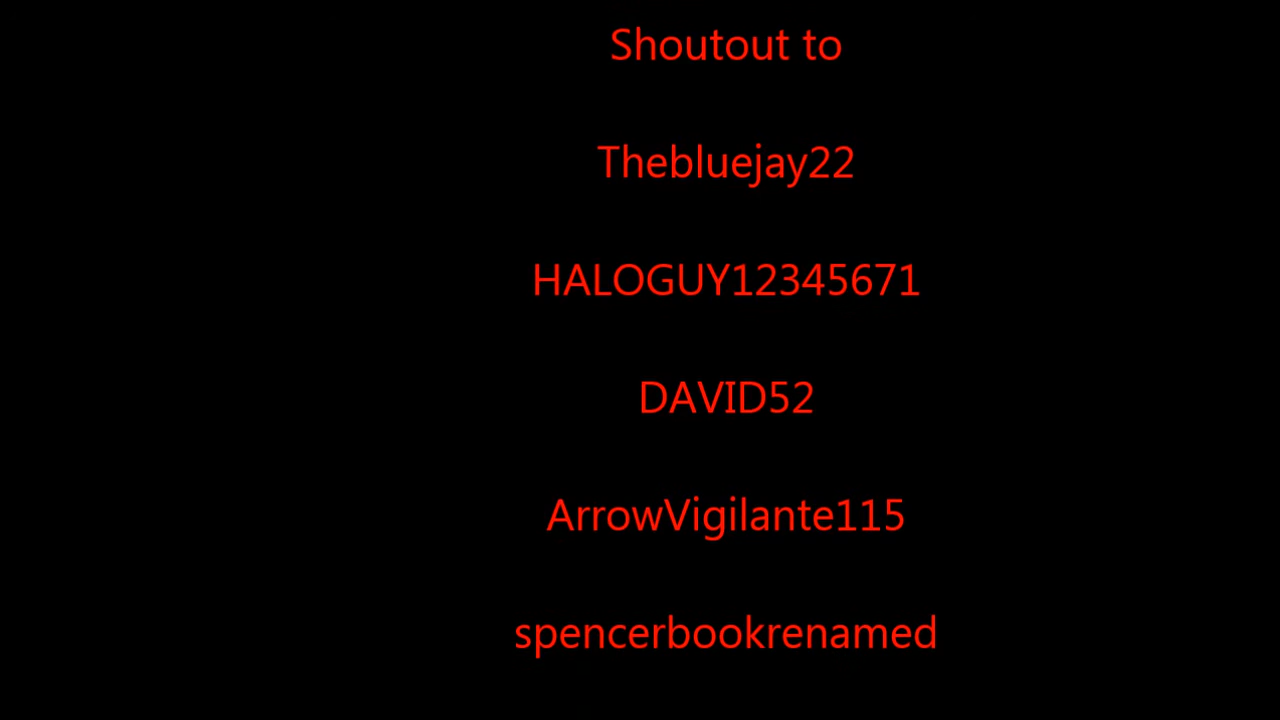 Shoutout to
Thebluejay22
HALOGUY12345671
DAVID52
ArrowVigilante115
spencerbookrenamed